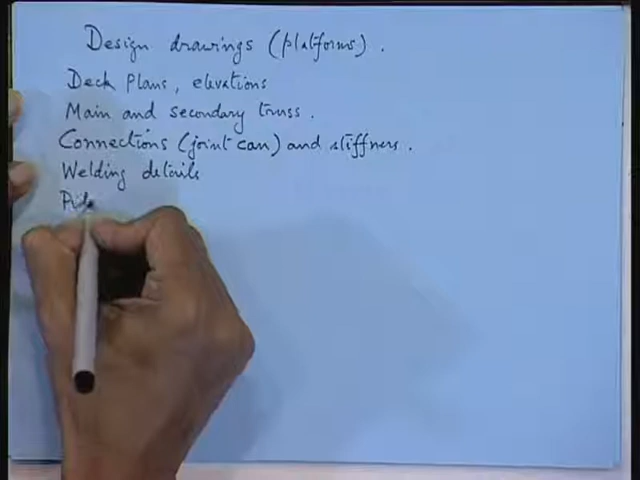 Design drawings (platforms).
Deck Plans, elevations
Main and secondary truss.
Connections (joint can) and stiffners.
Welding details